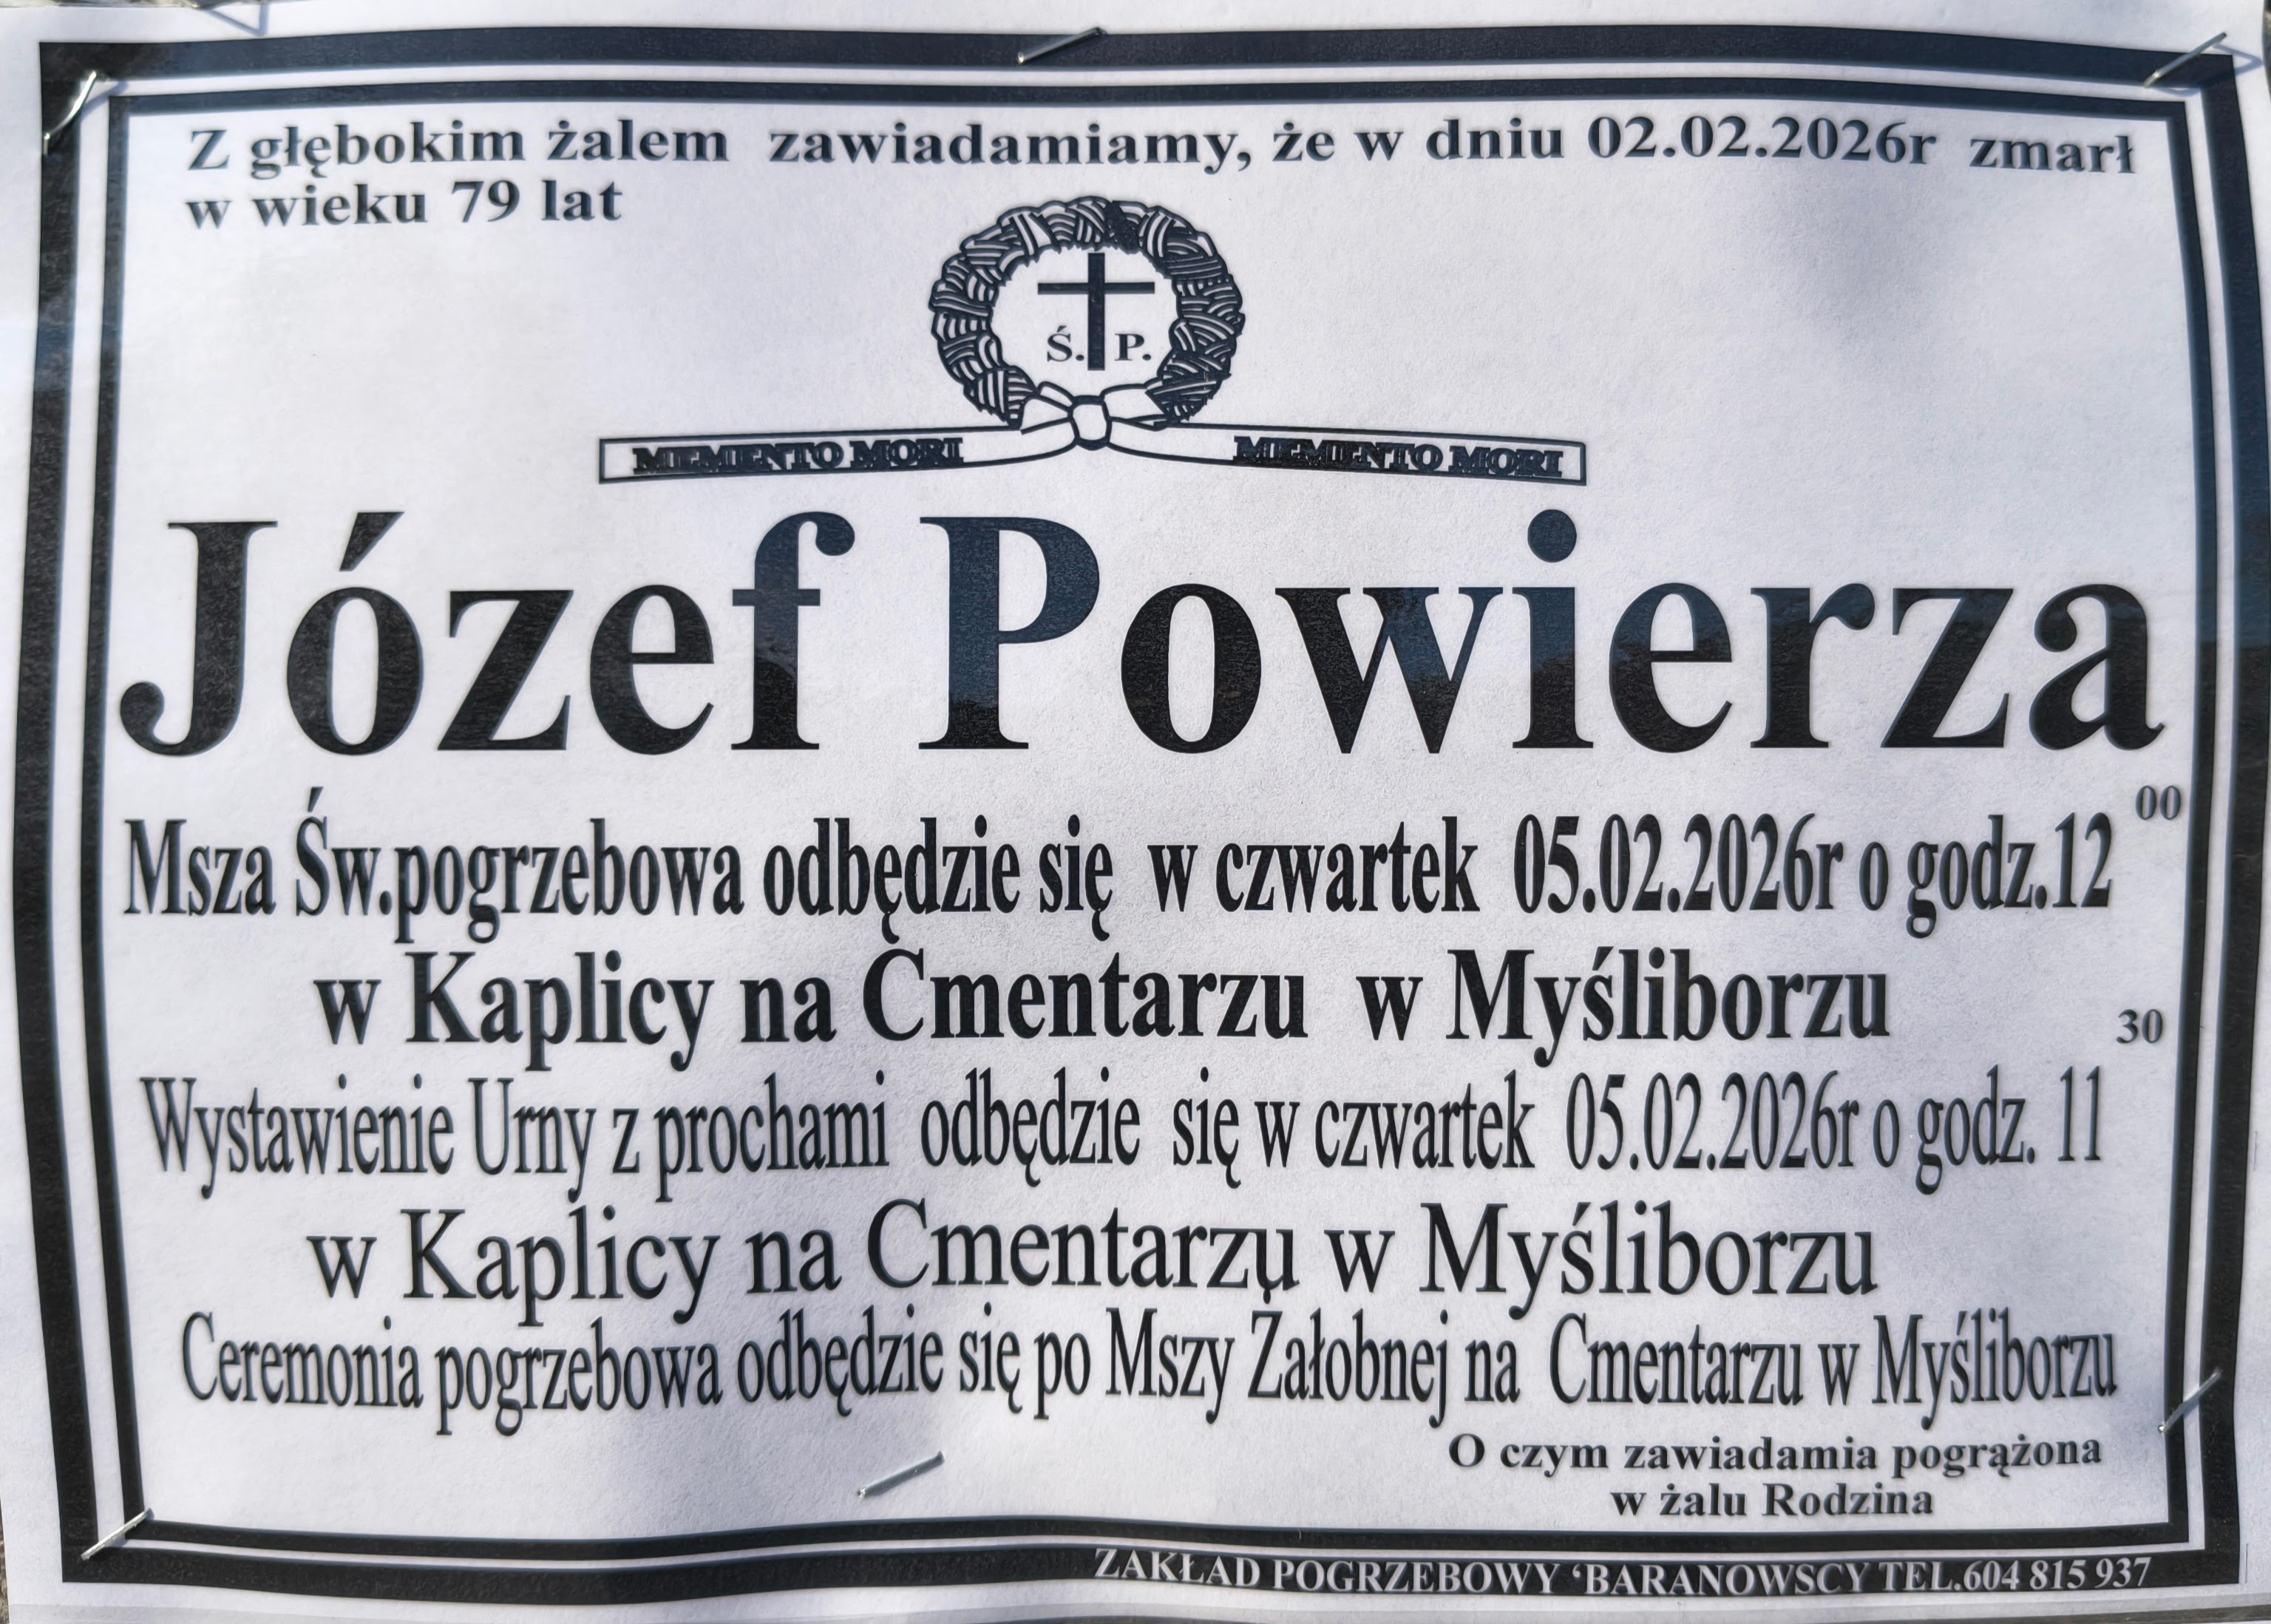 Z głębokim żalem zawiadamiamy, że w dniu 02.02.2026r zmarł
w wieku 79 lat
Ś. P.
MEMENTO MORI MEMENTO MORI
Józef Powierza
Msza Św.pogrzebowa odbędzie się w czwartek 05.02.2026r o godz.12 00
w Kaplicy na Cmentarzu w Myśliborzu
Wystawienie Urny z prochami odbędzie się w czwartek 05.02.2026r o godz. 11 30
w Kaplicy na Cmentarzu w Myśliborzu
Ceremonia pogrzebowa odbędzie się po Mszy Żałobnej na Cmentarzu w Myśliborzu
O czym zawiadamia pogrążona
w żalu Rodzina
ZAKŁAD POGRZEBOWY ‘BARANOWSCY TEL.604 815 937